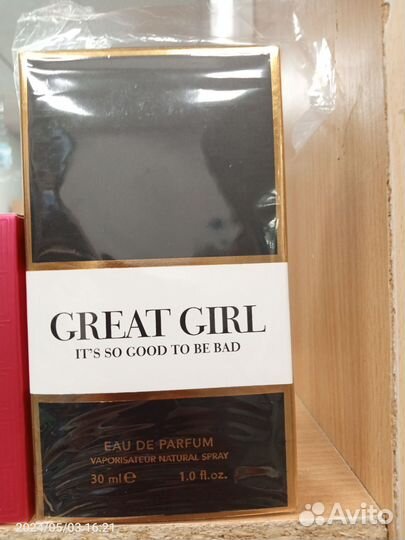 GREAT GIRL
IT'S SO GOOD TO BE BAD
EAU DE PARFUM
VAPORISATEUR NATURAL SPRAY
30 ml ℮ 1.0 fl.oz.
2024/05/03 16:21
Avito